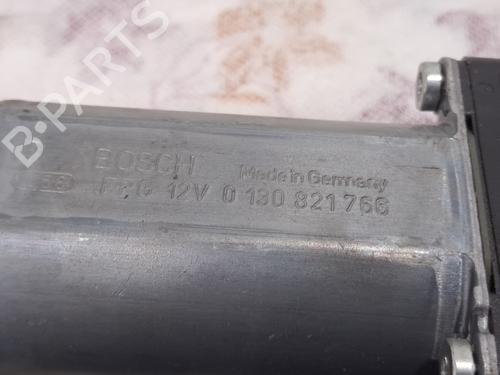 B-PARTS
BOSCH Made in Germany
12V 0 130 821 766